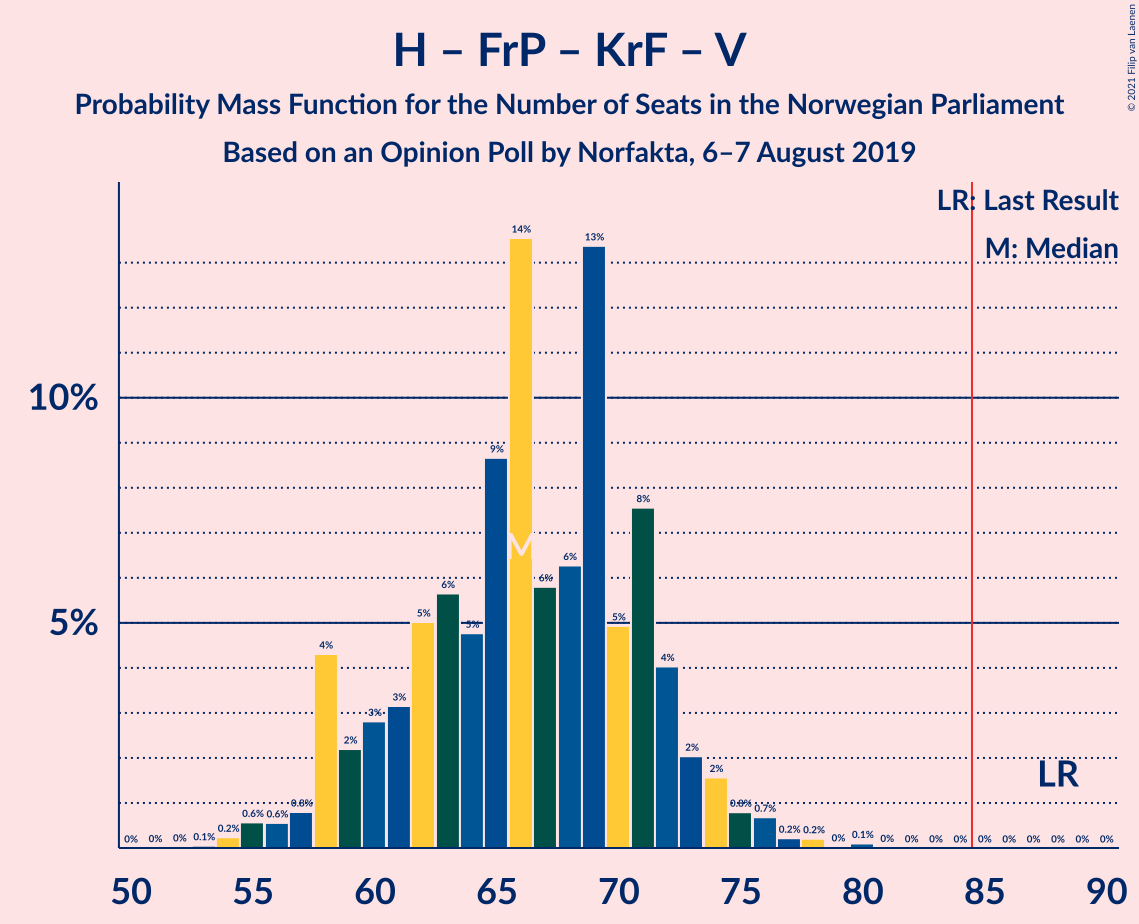 H – FrP – KrF – V
Probability Mass Function for the Number of Seats in the Norwegian Parliament
Based on an Opinion Poll by Norfakta, 6–7 August 2019
© 2021 Filip van Laenen
LR: Last Result
M: Median
10%
5%
0% 0% 0% 0.1% 0.2% 0.6% 0.6% 0.8% 4% 2% 3% 3% 5% 6% 5% 9% 14% 6% 6% 13% 5% 8% 4% 2% 2% 0.8% 0.7% 0.2% 0.2% 0% 0.1% 0% 0% 0% 0% 0% 0% 0% 0% 0% 0%
M
LR
50 55 60 65 70 75 80 85 90